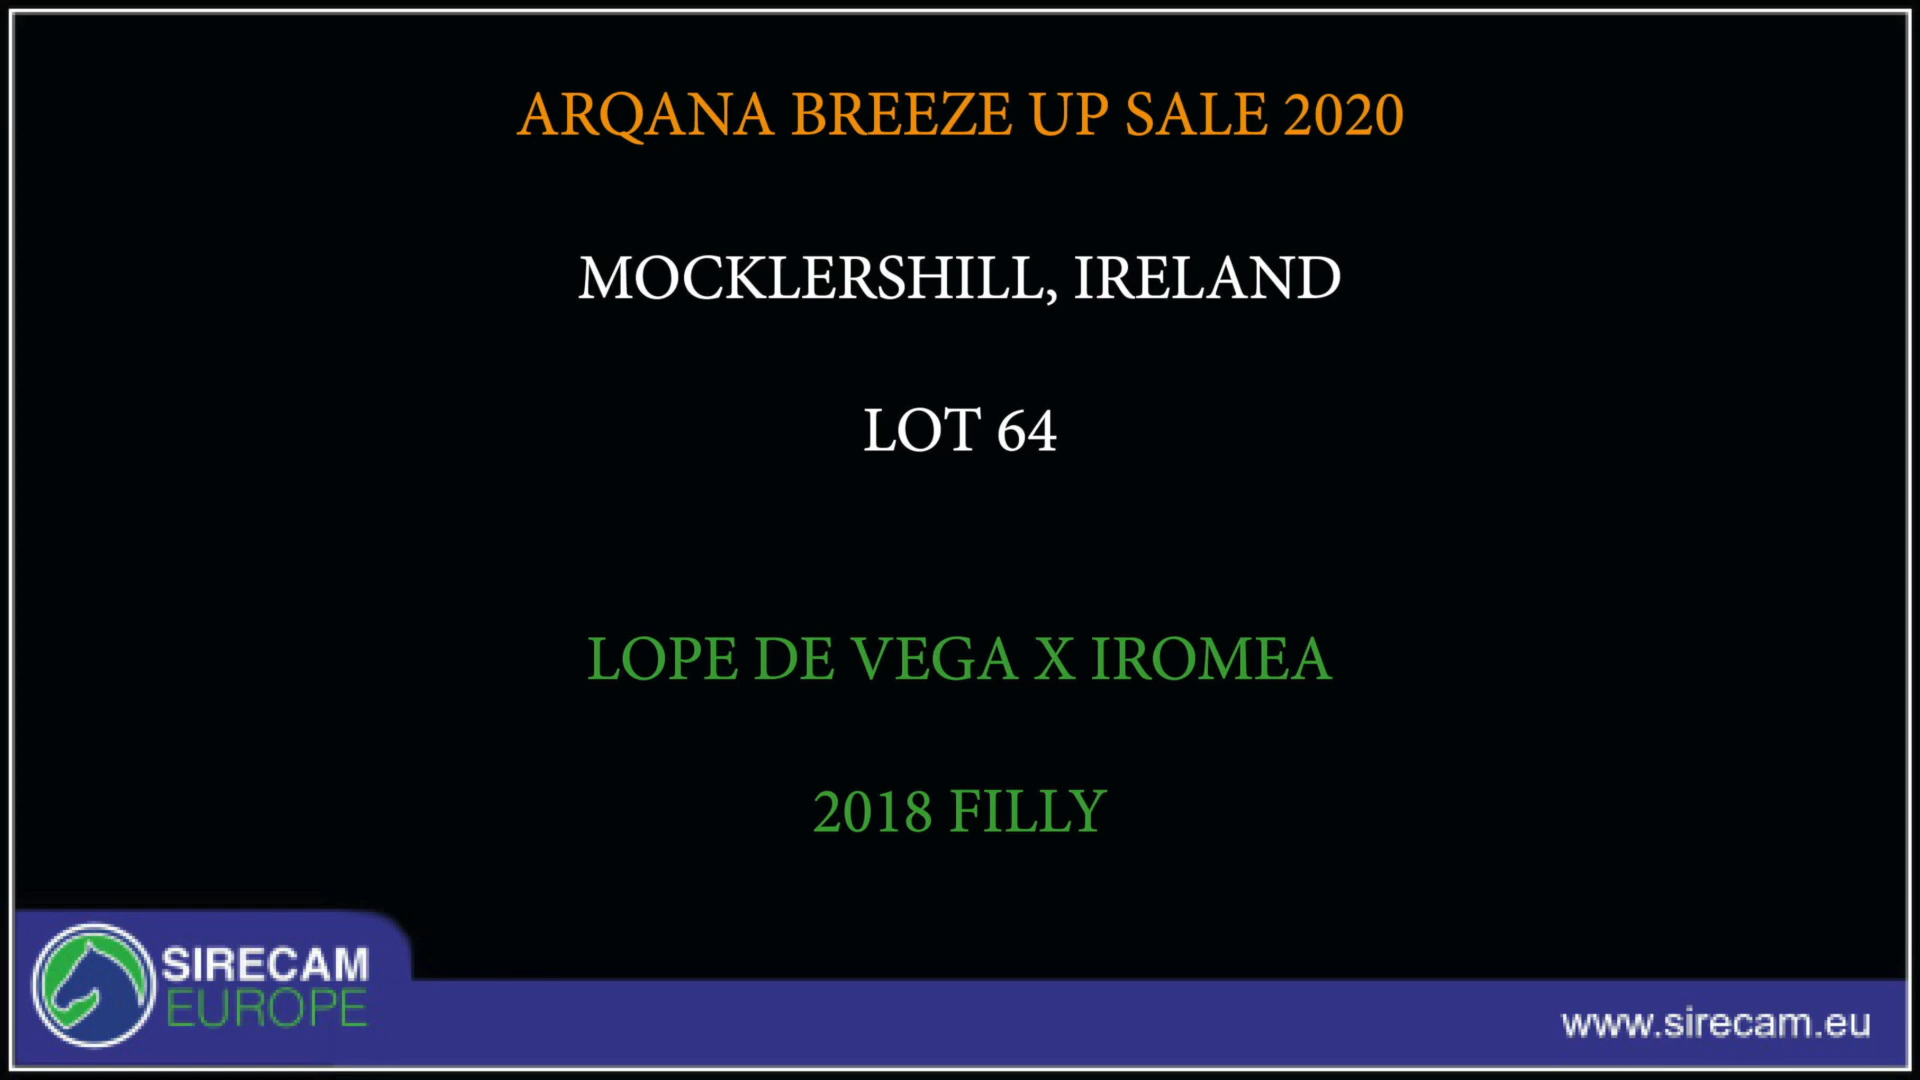 ARQANA BREEZE UP SALE 2020
MOCKLERSHILL, IRELAND
LOT 64
LOPE DE VEGA X IROMEA
2018 FILLY
SIRECAM
EUROPE
www.sirecam.eu